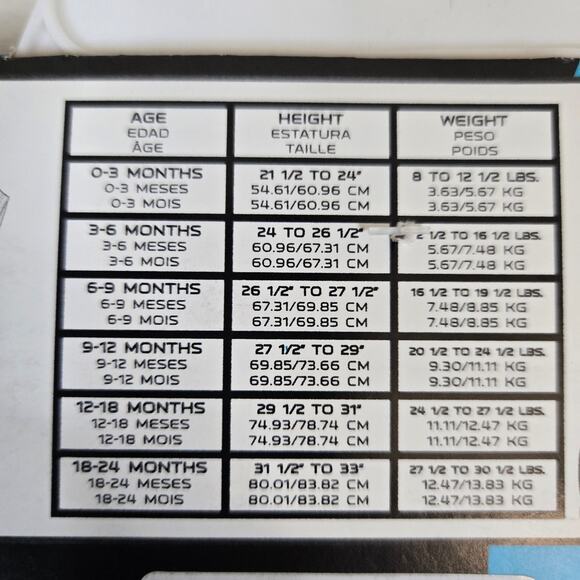 AGE HEIGHT WEIGHT
EDAD ESTATURA PESO
ÂGE TAILLE POIDS
0-3 MONTHS 21 1/2 TO 24" 8 TO 12 1/2 LBS.
0-3 MESES 54.61/60.96 CM 3.63/5.67 KG
0-3 MOIS 54.61/60.96 CM 3.63/5.67 KG
3-6 MONTHS 24 TO 26 1/2" 1/2 TO 16 1/2 LBS.
3-6 MESES 60.96/67.31 CM 5.67/7.48 KG
3-6 MOIS 60.96/67.31 CM 5.67/7.48 KG
6-9 MONTHS 26 1/2" TO 27 1/2" 16 1/2 TO 19 1/2 LBS.
6-9 MESES 67.31/69.85 CM 7.48/8.85 KG
6-9 MOIS 67.31/69.85 CM 7.48/8.85 KG
9-12 MONTHS 27 1/2" TO 29" 20 1/2 TO 24 1/2 LBS.
9-12 MESES 69.85/73.66 CM 9.30/11.11 KG
9-12 MOIS 69.85/73.66 CM 9.30/11.11 KG
12-18 MONTHS 29 1/2 TO 31" 24 1/2 TO 27 1/2 LBS.
12-18 MESES 74.93/78.74 CM 11.11/12.47 KG
12-18 MOIS 74.93/78.74 CM 11.11/12.47 KG
18-24 MONTHS 31 1/2" TO 33" 27 1/2 TO 30 1/2 LBS.
18-24 MESES 80.01/83.82 CM 12.47/13.83 KG
18-24 MOIS 80.01/83.82 CM 12.47/13.83 KG